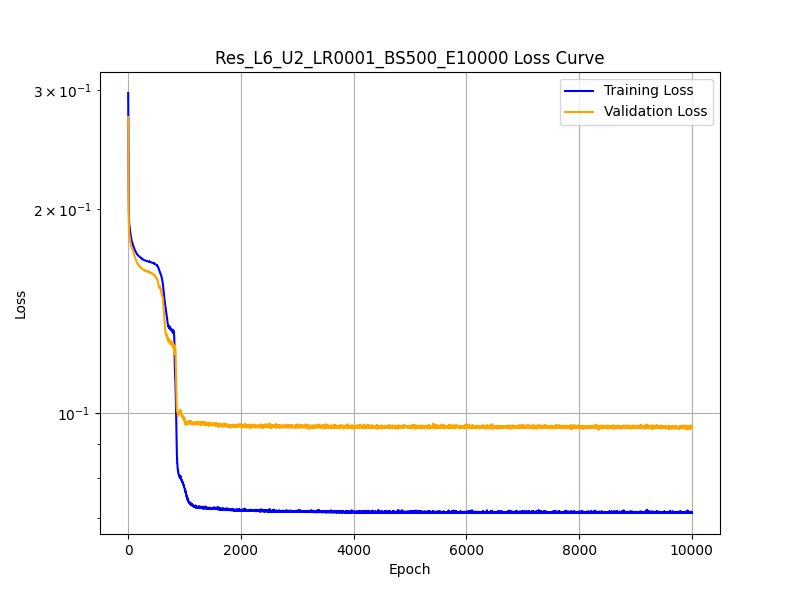 Res_L6_U2_LR0001_BS500_E10000 Loss Curve
3 × 10⁻¹
2 × 10⁻¹
10⁻¹
Loss
Training Loss
Validation Loss
0 2000 4000 6000 8000 10000
Epoch